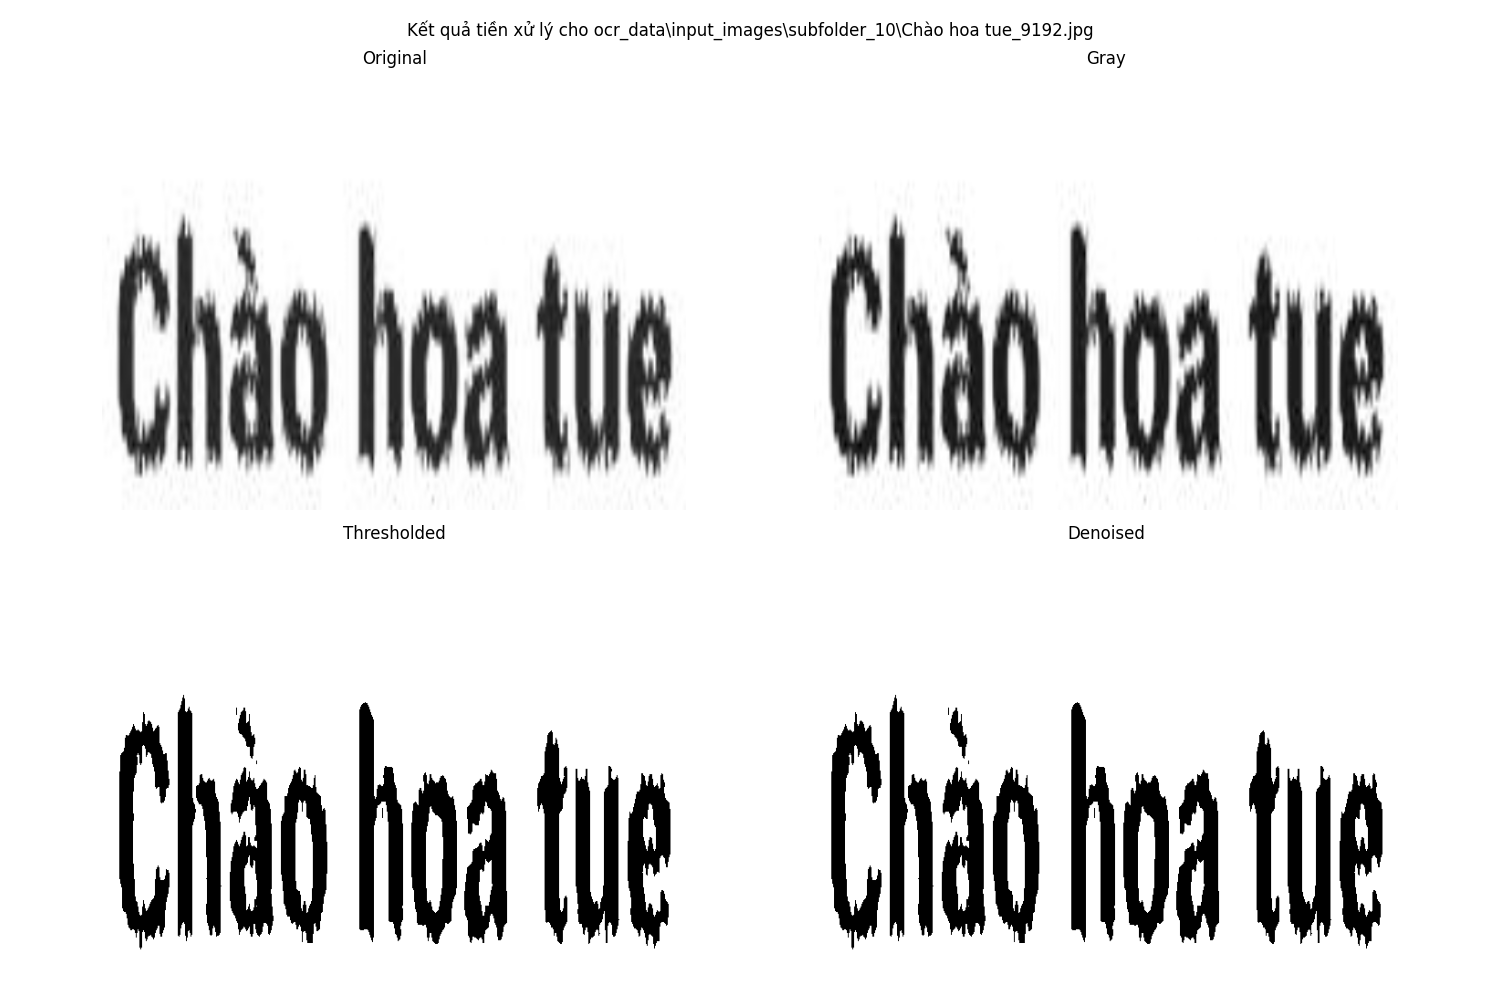 Kết quả tiền xử lý cho ocr_data\input_images\subfolder_10\Chào hoa tue_9192.jpg
Original
Gray
Chào hoa tue
Chào hoa tue
Thresholded
Denoised
Chào hoa tue
Chào hoa tue